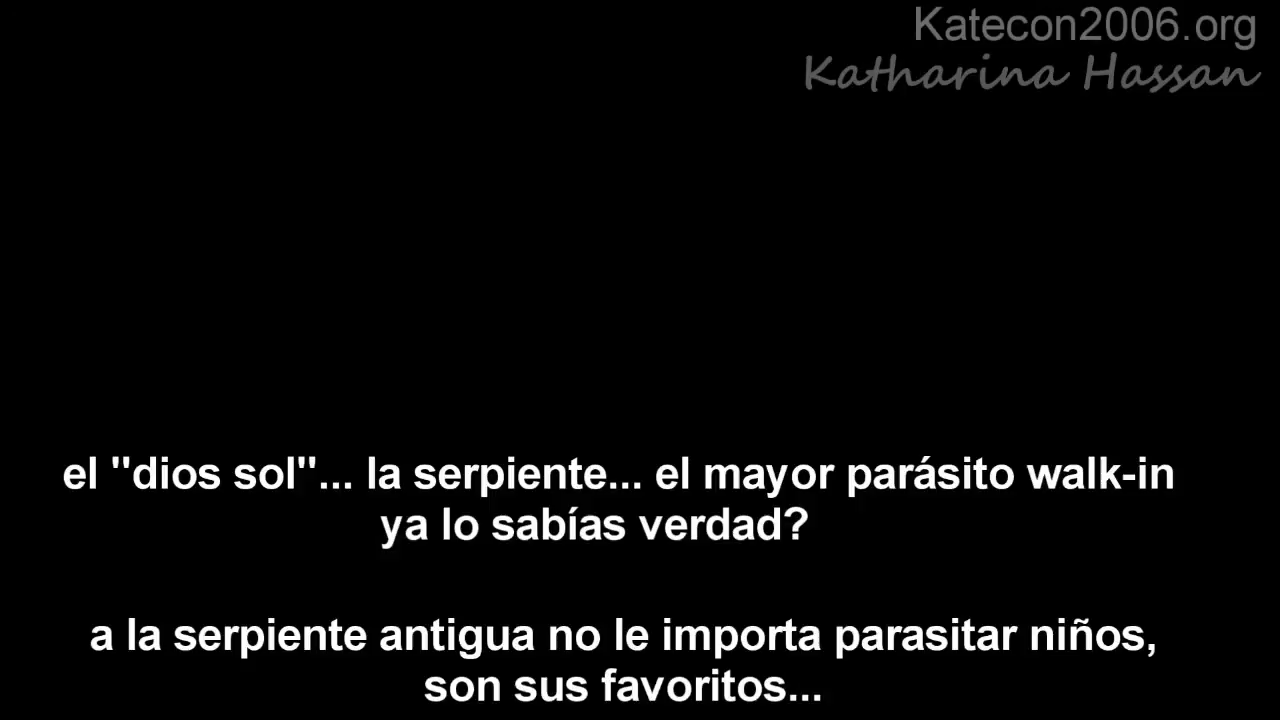 Katecon2006.org
Katharina Hassan
el "dios sol"... la serpiente... el mayor parásito walk-in
ya lo sabías verdad?
a la serpiente antigua no le importa parasitar niños,
son sus favoritos...